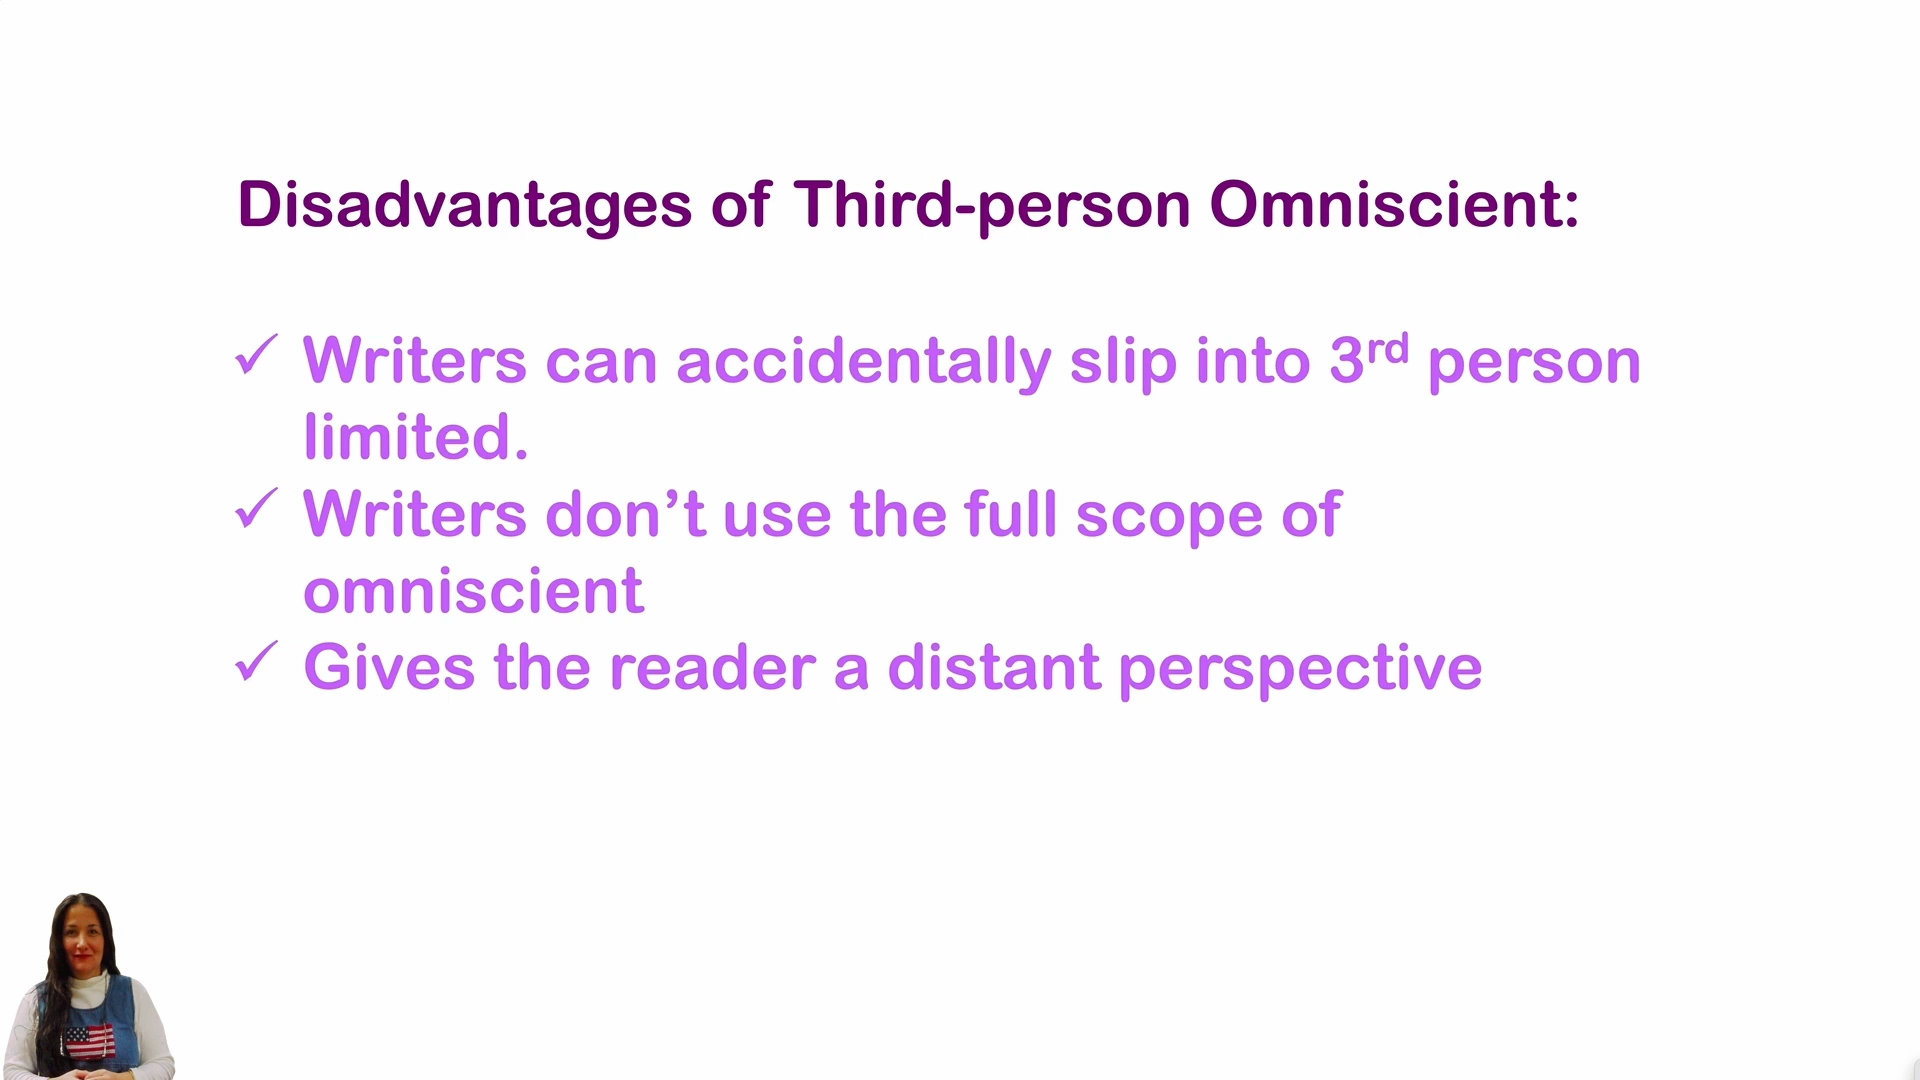 Disadvantages of Third-person Omniscient:
✓ Writers can accidentally slip into 3rd person
limited.
✓ Writers don’t use the full scope of
omniscient
✓ Gives the reader a distant perspective